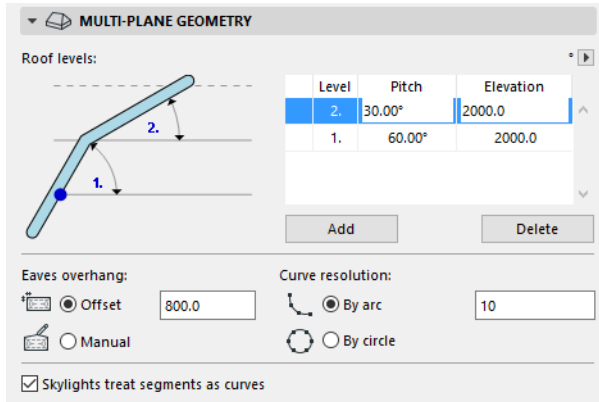 MULTI-PLANE GEOMETRY
Roof levels:
°
Level Pitch Elevation
2. 30.00° 2000.0
1. 60.00° 2000.0
2.
1.
Add Delete
Eaves overhang: Curve resolution:
Offset 800.0 By arc 10
Manual By circle
Skylights treat segments as curves